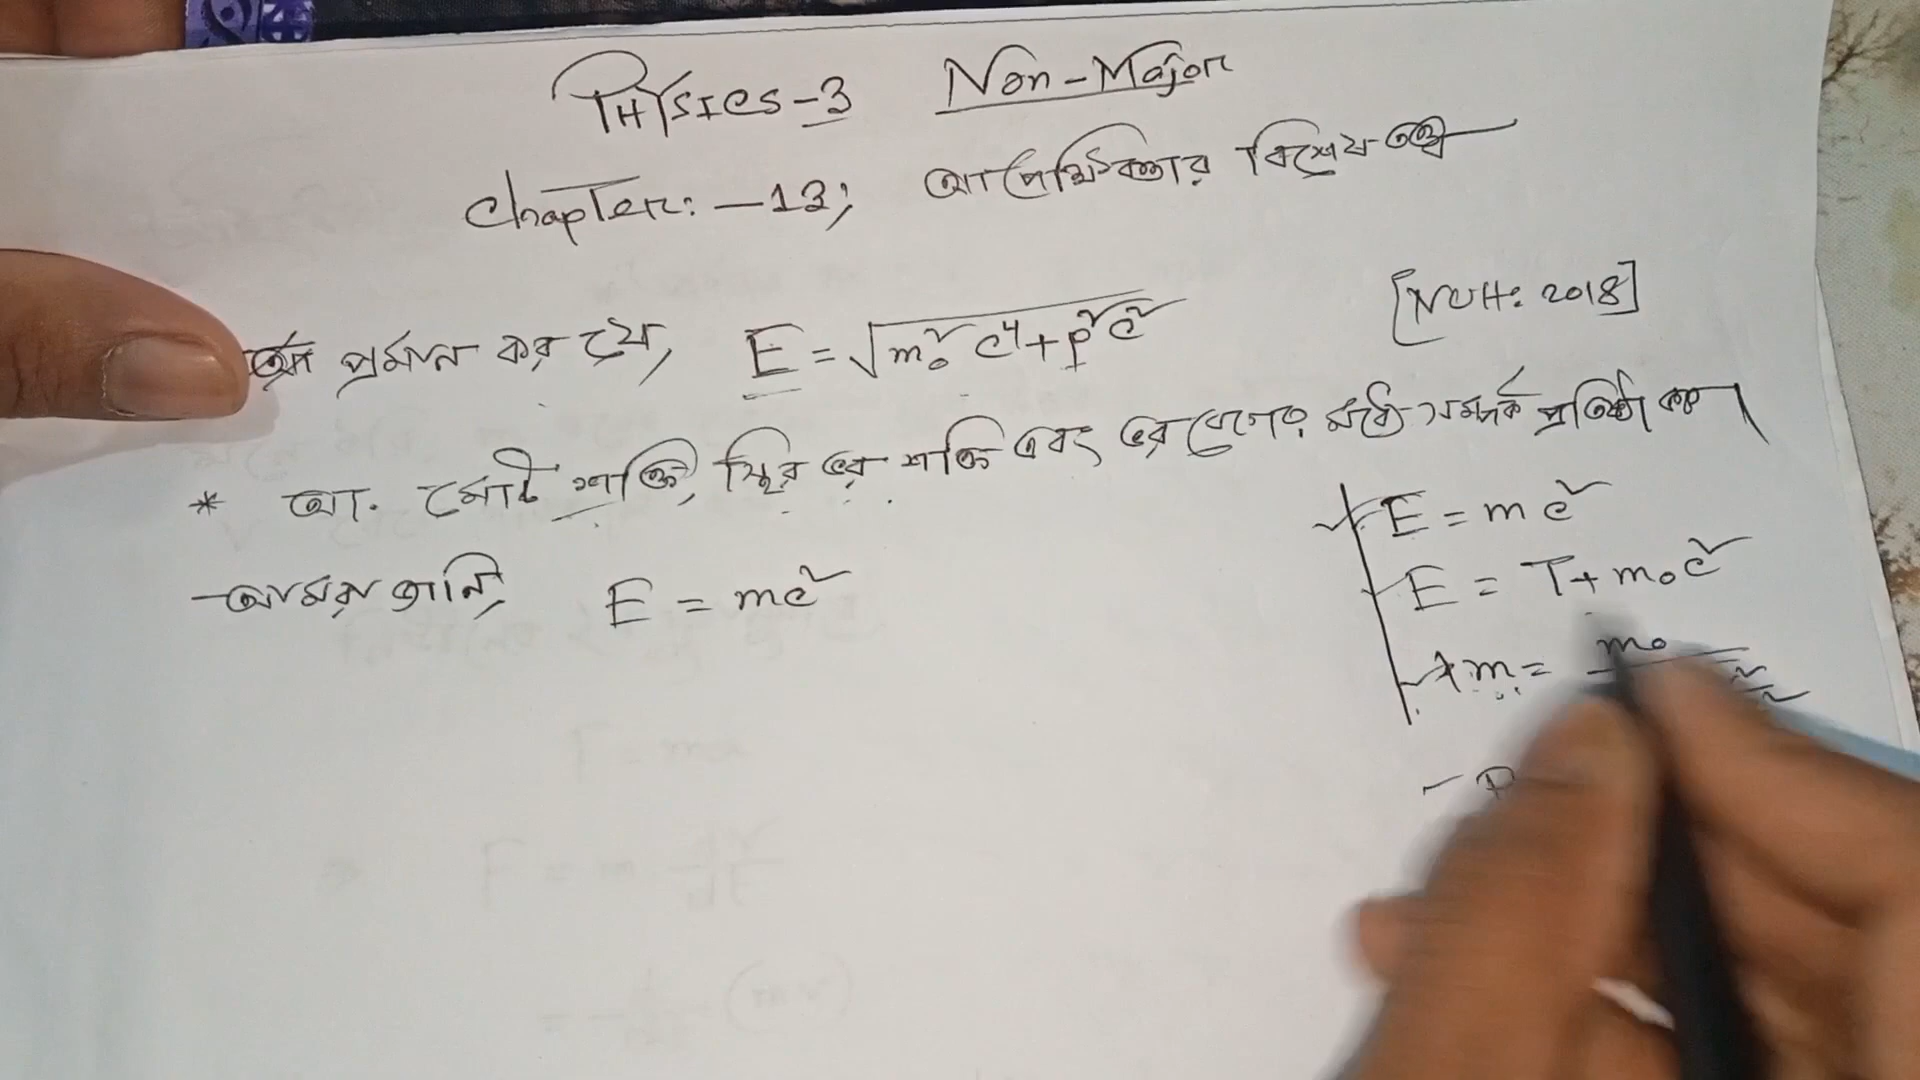 PHYSICS-3 Non-Major
Chapter: -13; আপেক্ষিকতার বিশেষ তত্ত্ব
প্রমান কর যে, E = √m₀²c⁴+p²c² [NUH: 2018]
* আ. মোট শক্তি, স্থির ভর শক্তি এবং ভর বেগের মধ্যে সম্পর্ক প্রতিষ্ঠা কর।
আমরা জানি, E = mc²
E = mc²
E = T+m₀c²
m = m₀
P